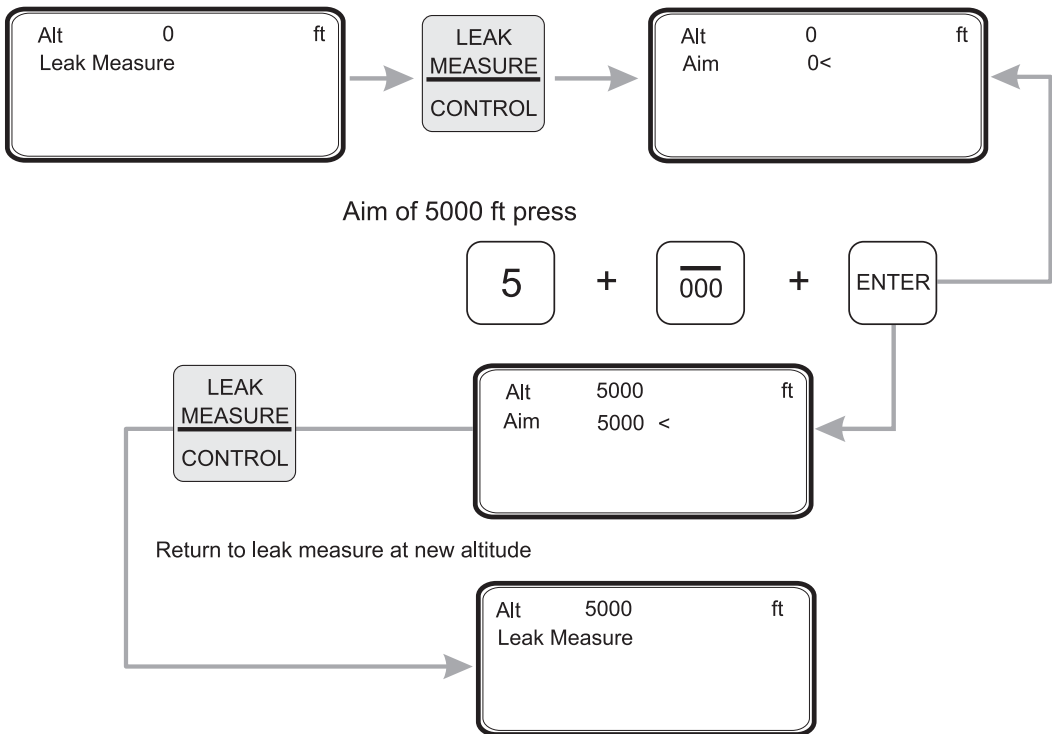 Alt 0 ft
Leak Measure
LEAK
MEASURE
CONTROL
Alt 0 ft
Aim 0<
Aim of 5000 ft press
5 + 000 + ENTER
LEAK
MEASURE
CONTROL
Alt 5000 ft
Aim 5000 <
Return to leak measure at new altitude
Alt 5000 ft
Leak Measure